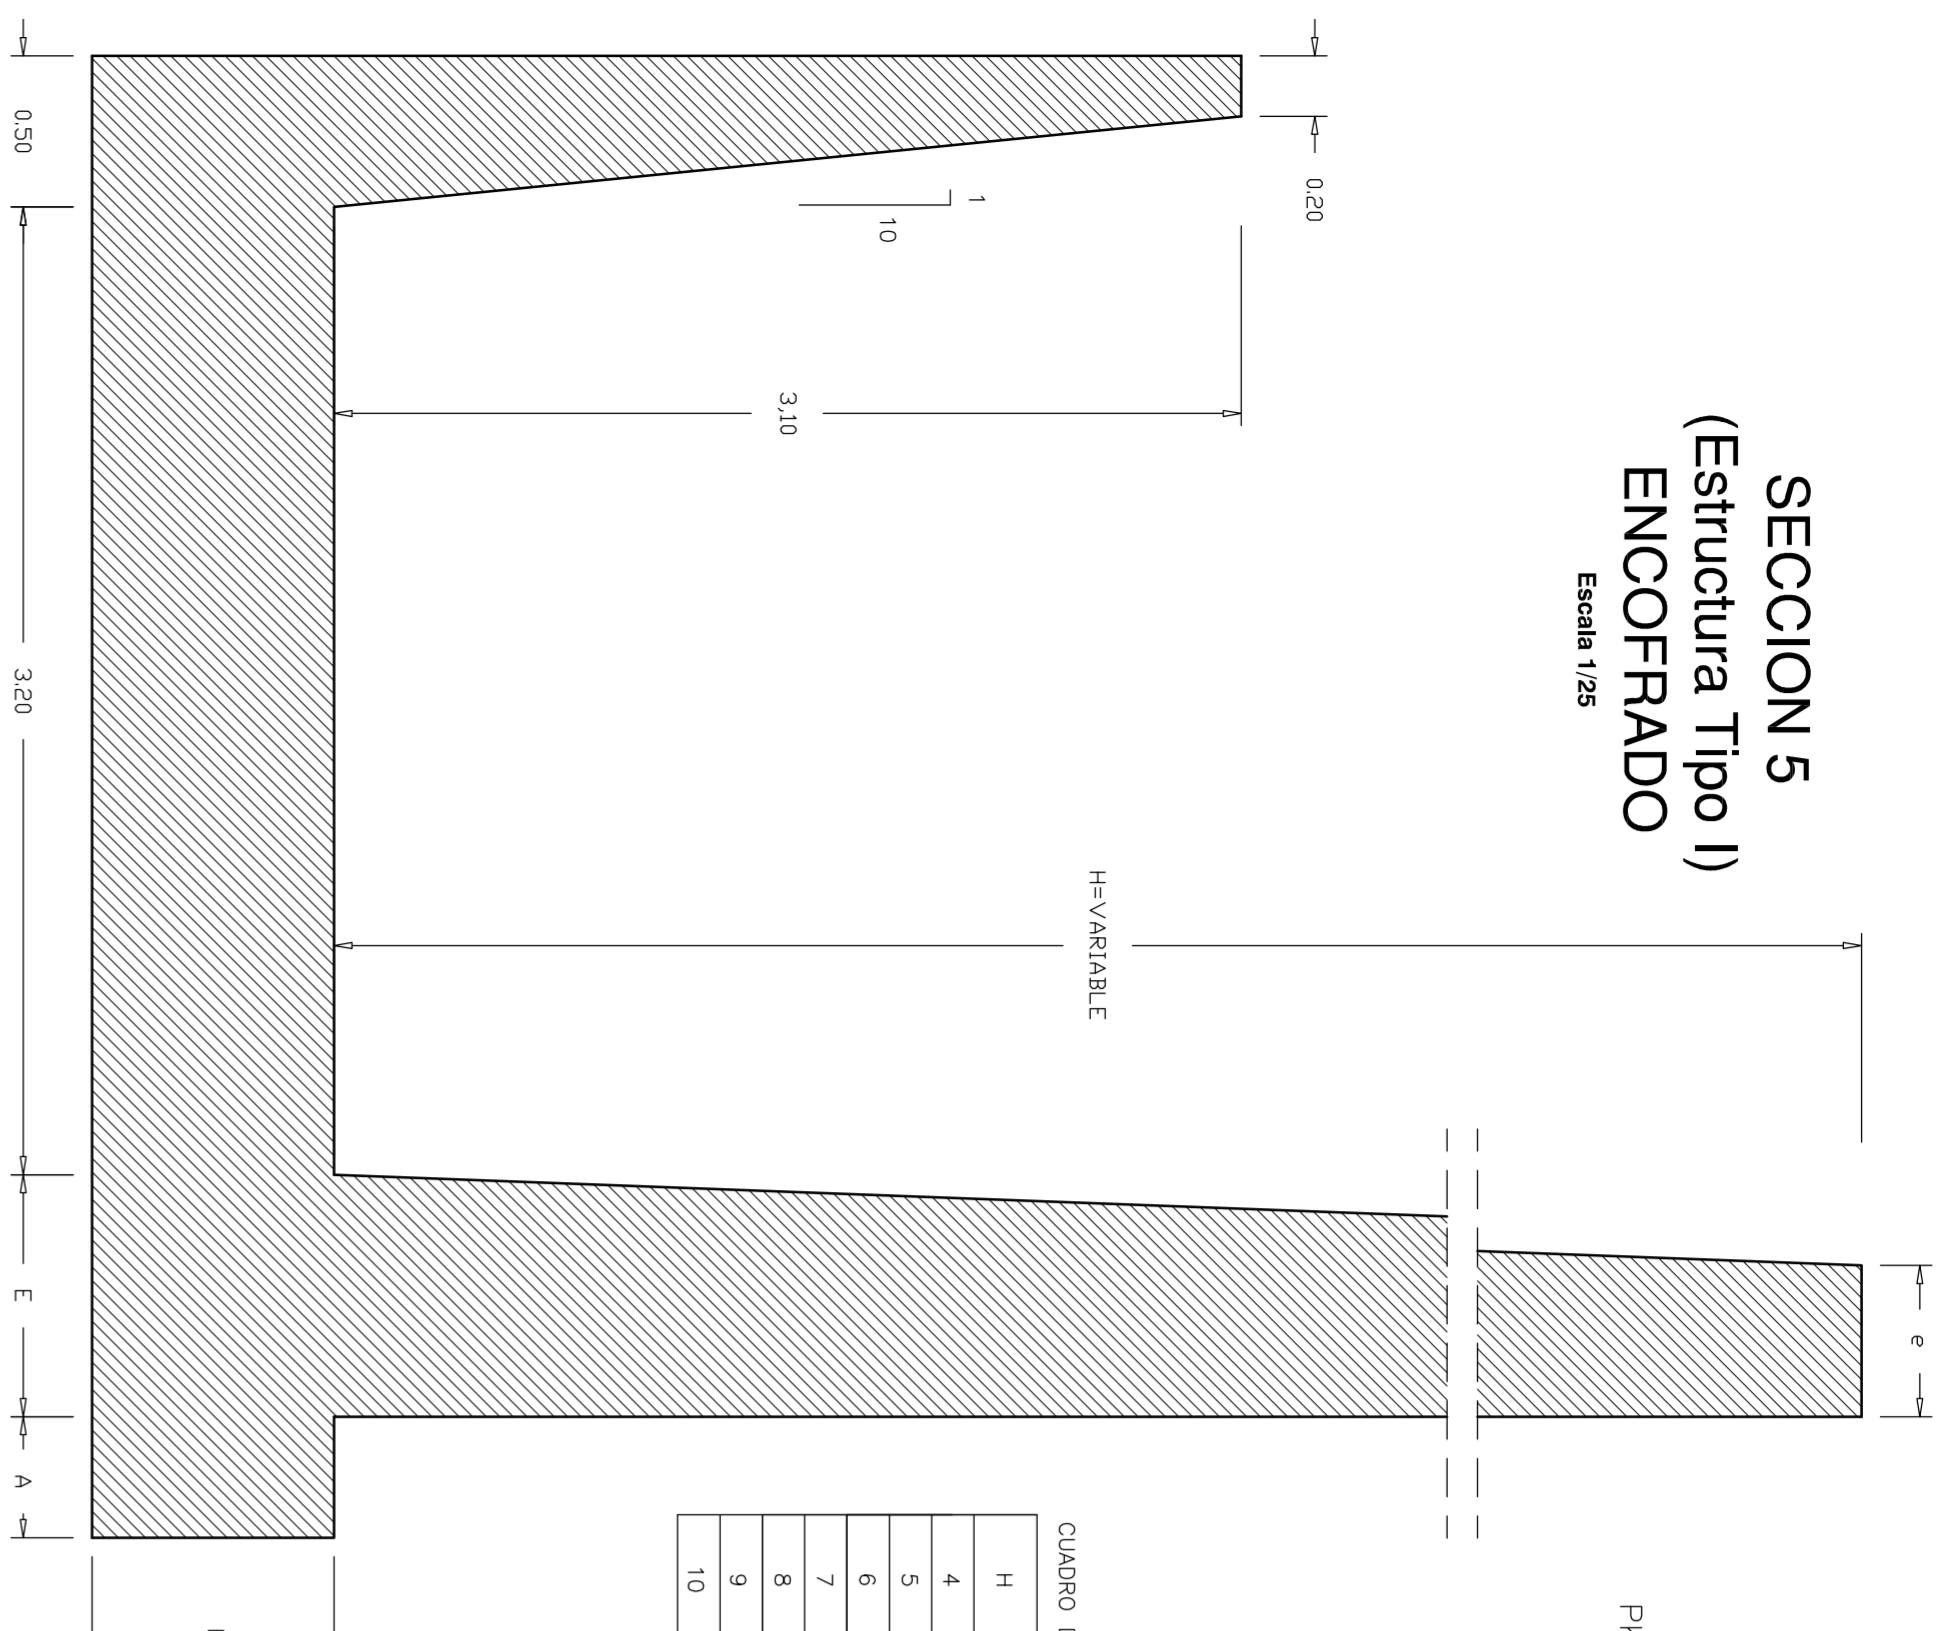 SECCION 5
(Estructura Tipo I)
ENCOFRADO
Escala 1/25
0.20
0.50
1
10
3,10
3.20
H=VARIABLE
E
e
A
CUADRO
H
4
5
6
7
8
9
10